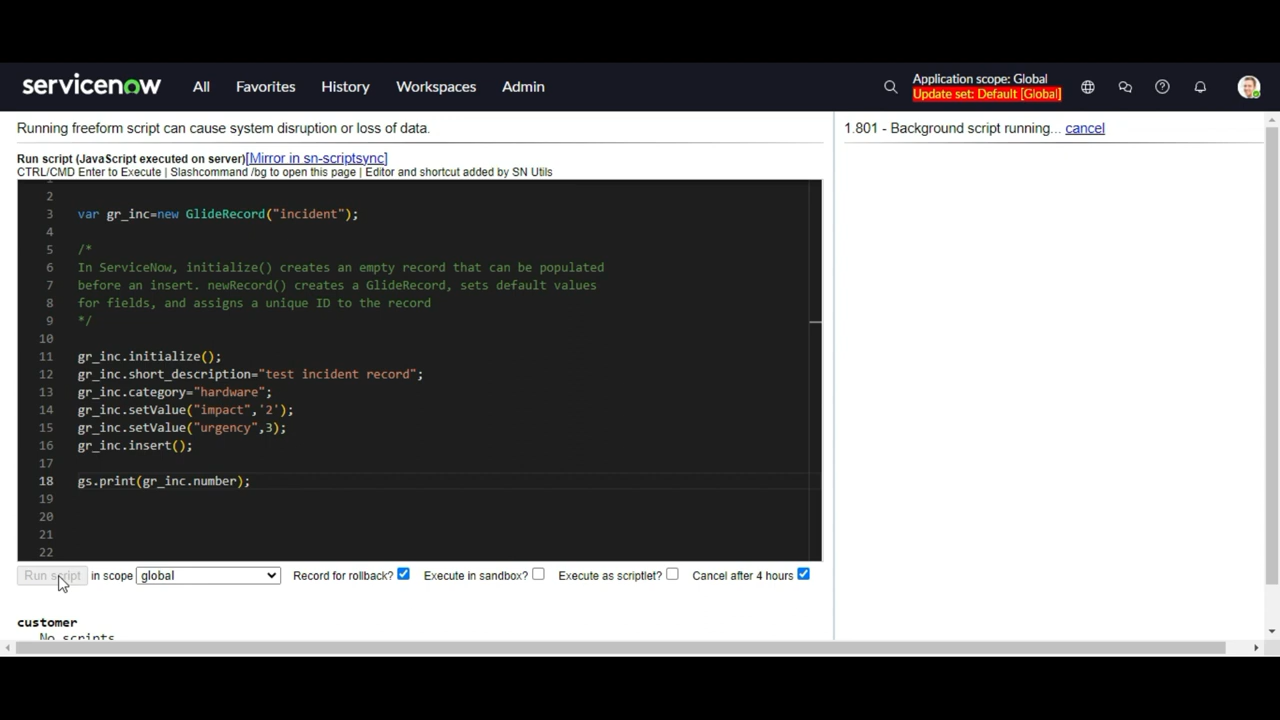 servicenow All Favorites History Workspaces Admin Application scope: Global
Update set: Default [Global]
Running freeform script can cause system disruption or loss of data.
Run script (JavaScript executed on server)[Mirror in sn-scriptsync]
CTRL/CMD Enter to Execute | Slashcommand /bg to open this page | Editor and shortcut added by SN Utils
2
3 var gr_inc=new GlideRecord("incident");
4
5 /*
6 In ServiceNow, initialize() creates an empty record that can be populated
7 before an insert. newRecord() creates a GlideRecord, sets default values
8 for fields, and assigns a unique ID to the record
9 */
10
11 gr_inc.initialize();
12 gr_inc.short_description="test incident record";
13 gr_inc.category="hardware";
14 gr_inc.setValue("impact",'2');
15 gr_inc.setValue("urgency",3);
16 gr_inc.insert();
17
18 gs.print(gr_inc.number);
19
20
21
22
Run script in scope global Record for rollback? Execute in sandbox? Execute as scriptlet? Cancel after 4 hours
customer
No scripts
1.801 - Background script running... cancel